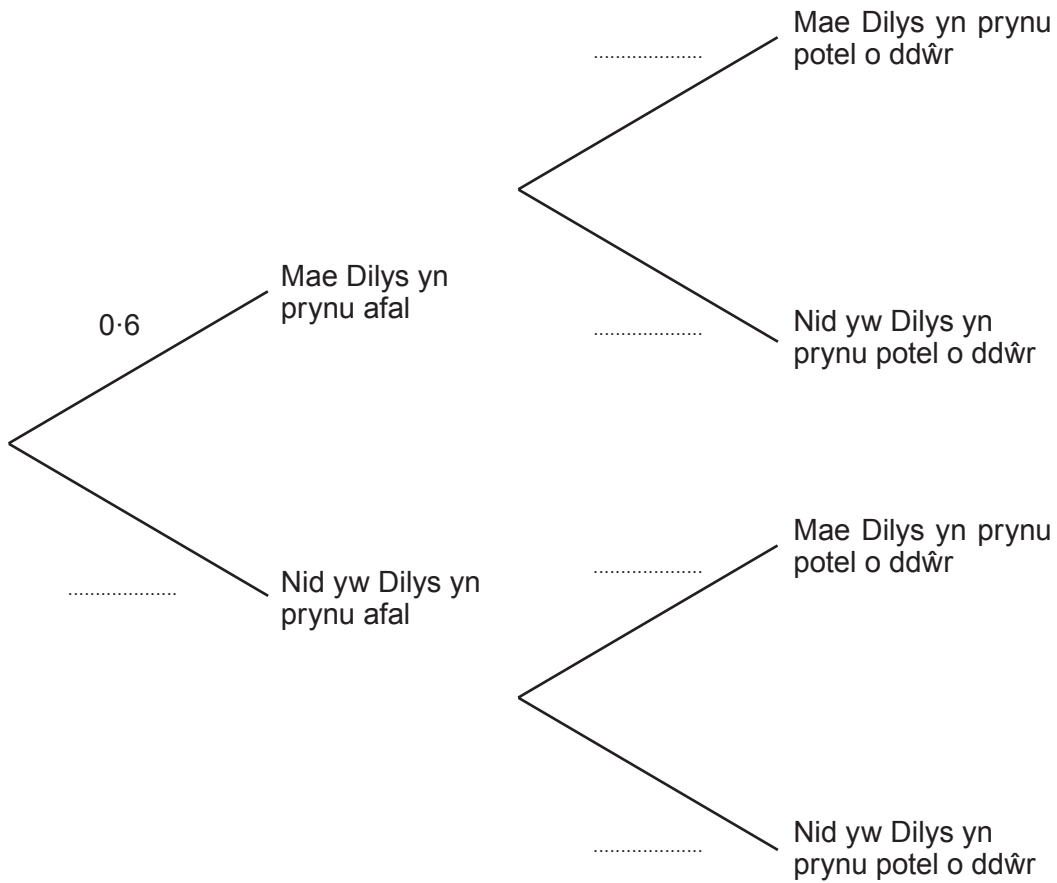 Mae Dilys yn prynu
potel o ddŵr
....................
Mae Dilys yn
prynu afal
0·6
....................
Nid yw Dilys yn
prynu potel o ddŵr
Mae Dilys yn prynu
potel o ddŵr
....................
Nid yw Dilys yn
prynu afal
....................
Nid yw Dilys yn
prynu potel o ddŵr
....................